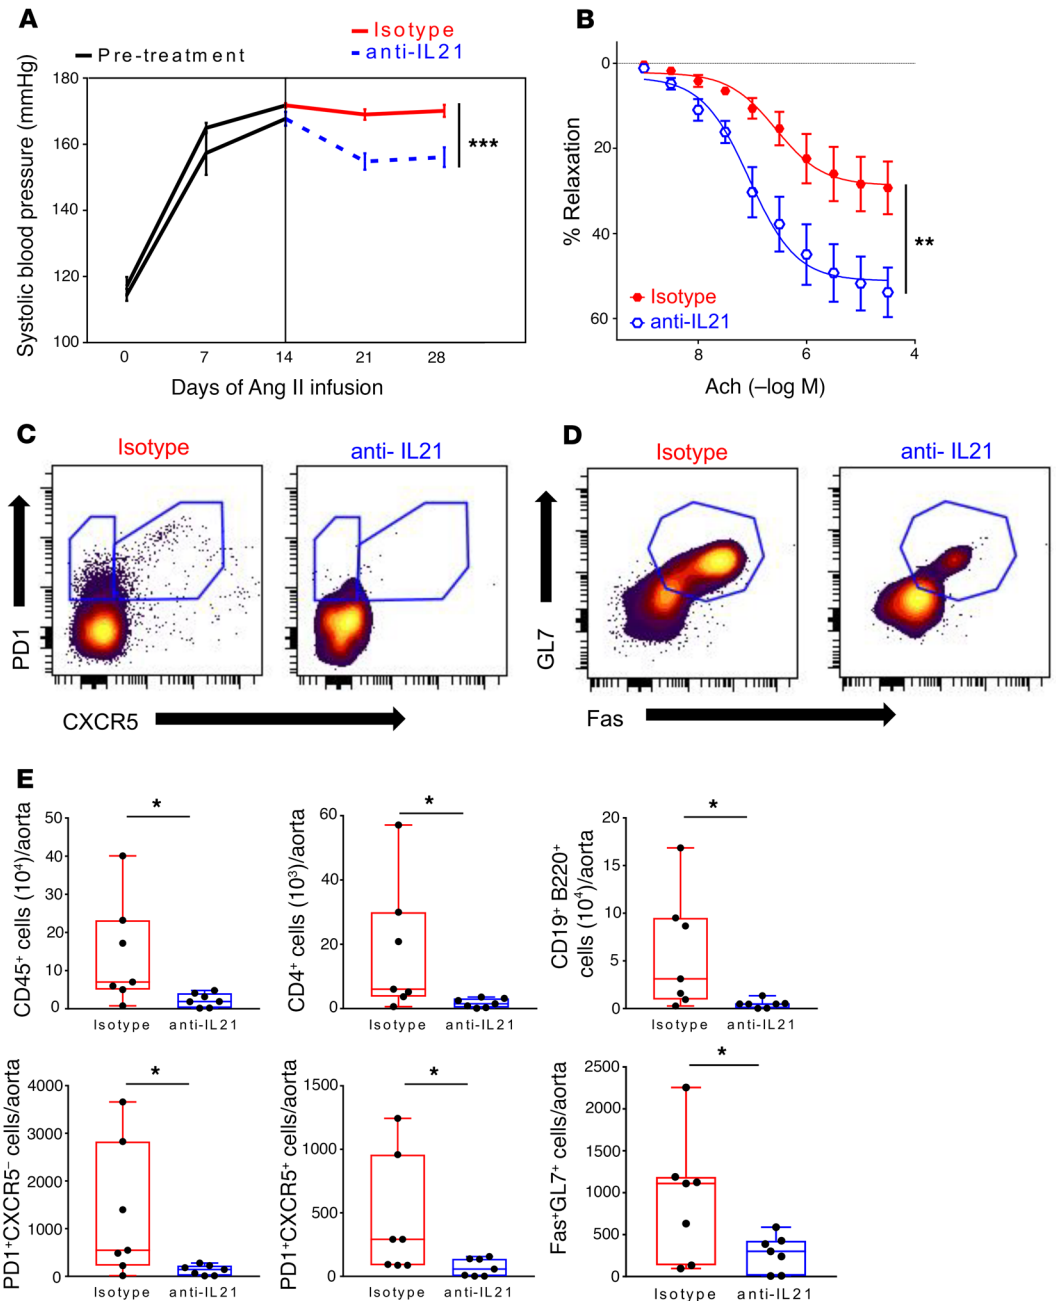 A
Pre-treatment
Isotype
anti-IL21
Systolic blood pressure (mmHg)
180
160
140
120
100
***
0 7 14 21 28
Days of Ang II infusion
B
% Relaxation
0
20
40
60
**
Isotype
anti-IL21
8 6 4
Ach (–log M)
C
Isotype anti- IL21
PD1
CXCR5
D
Isotype anti- IL21
GL7
Fas
E
CD45⁺ cells (10⁴)/aorta
50
40
30
20
10
0
*
Isotype anti-IL21
CD4⁺ cells (10³)/aorta
60
40
20
0
*
Isotype anti-IL21
CD19⁺ B220⁺
cells (10⁴)/aorta
20
15
10
5
0
*
Isotype anti-IL21
PD1⁺CXCR5⁻ cells/aorta
4000
3000
2000
1000
0
*
Isotype anti-IL21
PD1⁺CXCR5⁺ cells/aorta
1500
1000
500
0
*
Isotype anti-IL21
Fas⁺GL7⁺ cells/aorta
2500
2000
1500
1000
500
0
*
Isotype anti-IL21